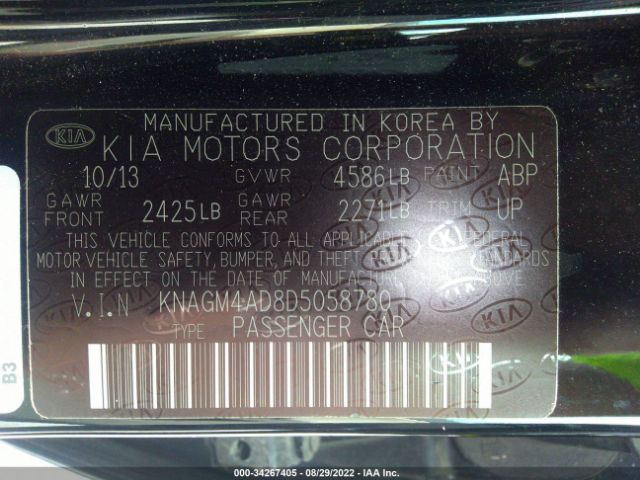 MANUFACTURED IN KOREA BY
KIA KIA MOTORS CORPORATION
10/13 GVWR 4586LB PAINT ABP
GAWR FRONT 2425LB GAWR REAR 2271LB TRIM UP
THIS VEHICLE CONFORMS TO ALL APPLICABLE FEDERAL
MOTOR VEHICLE SAFETY, BUMPER, AND THEFT STANDARDS
IN EFFECT ON THE DATE OF MANUFACTURE ABOVE
V.I.N KNAGM4AD8D5058780
TYPE PASSENGER CAR
B3
000-34267405 - 08/29/2022 - IAA Inc.